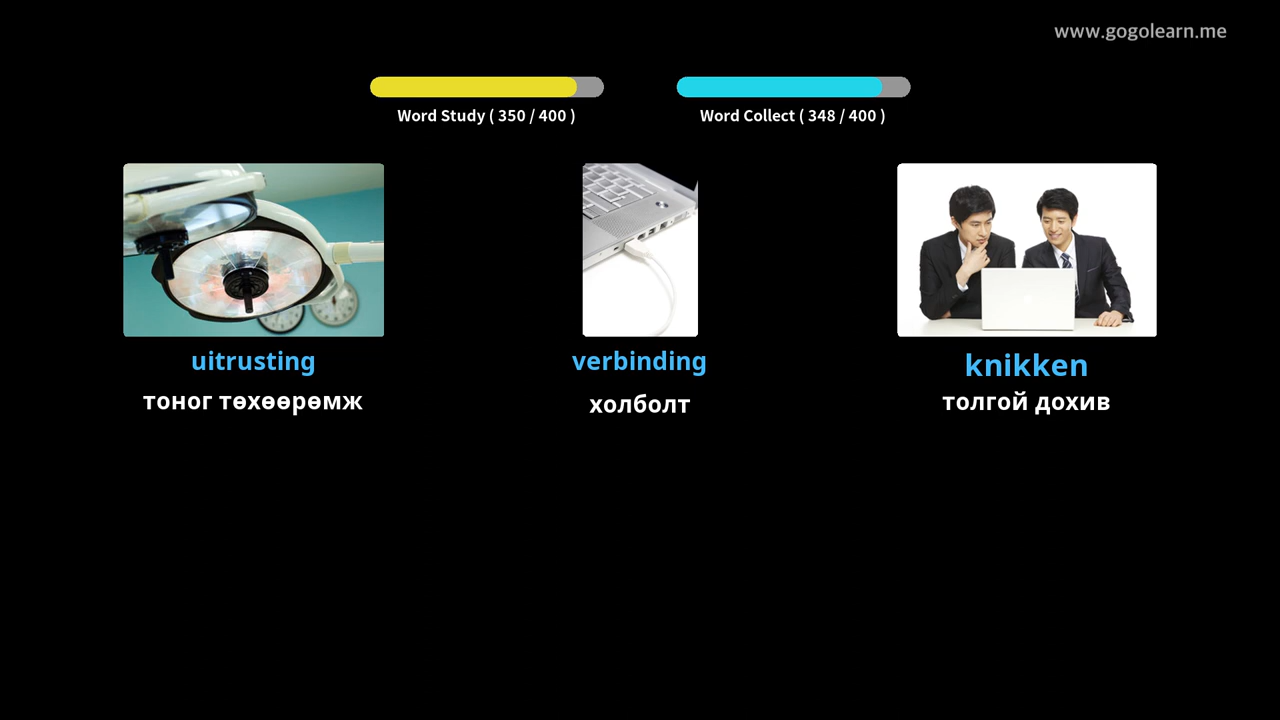 www.gogolearn.me
Word Study ( 350 / 400 )
Word Collect ( 348 / 400 )
uitrusting
verbinding
knikken
тоног төхөөрөмж
холболт
толгой дохив